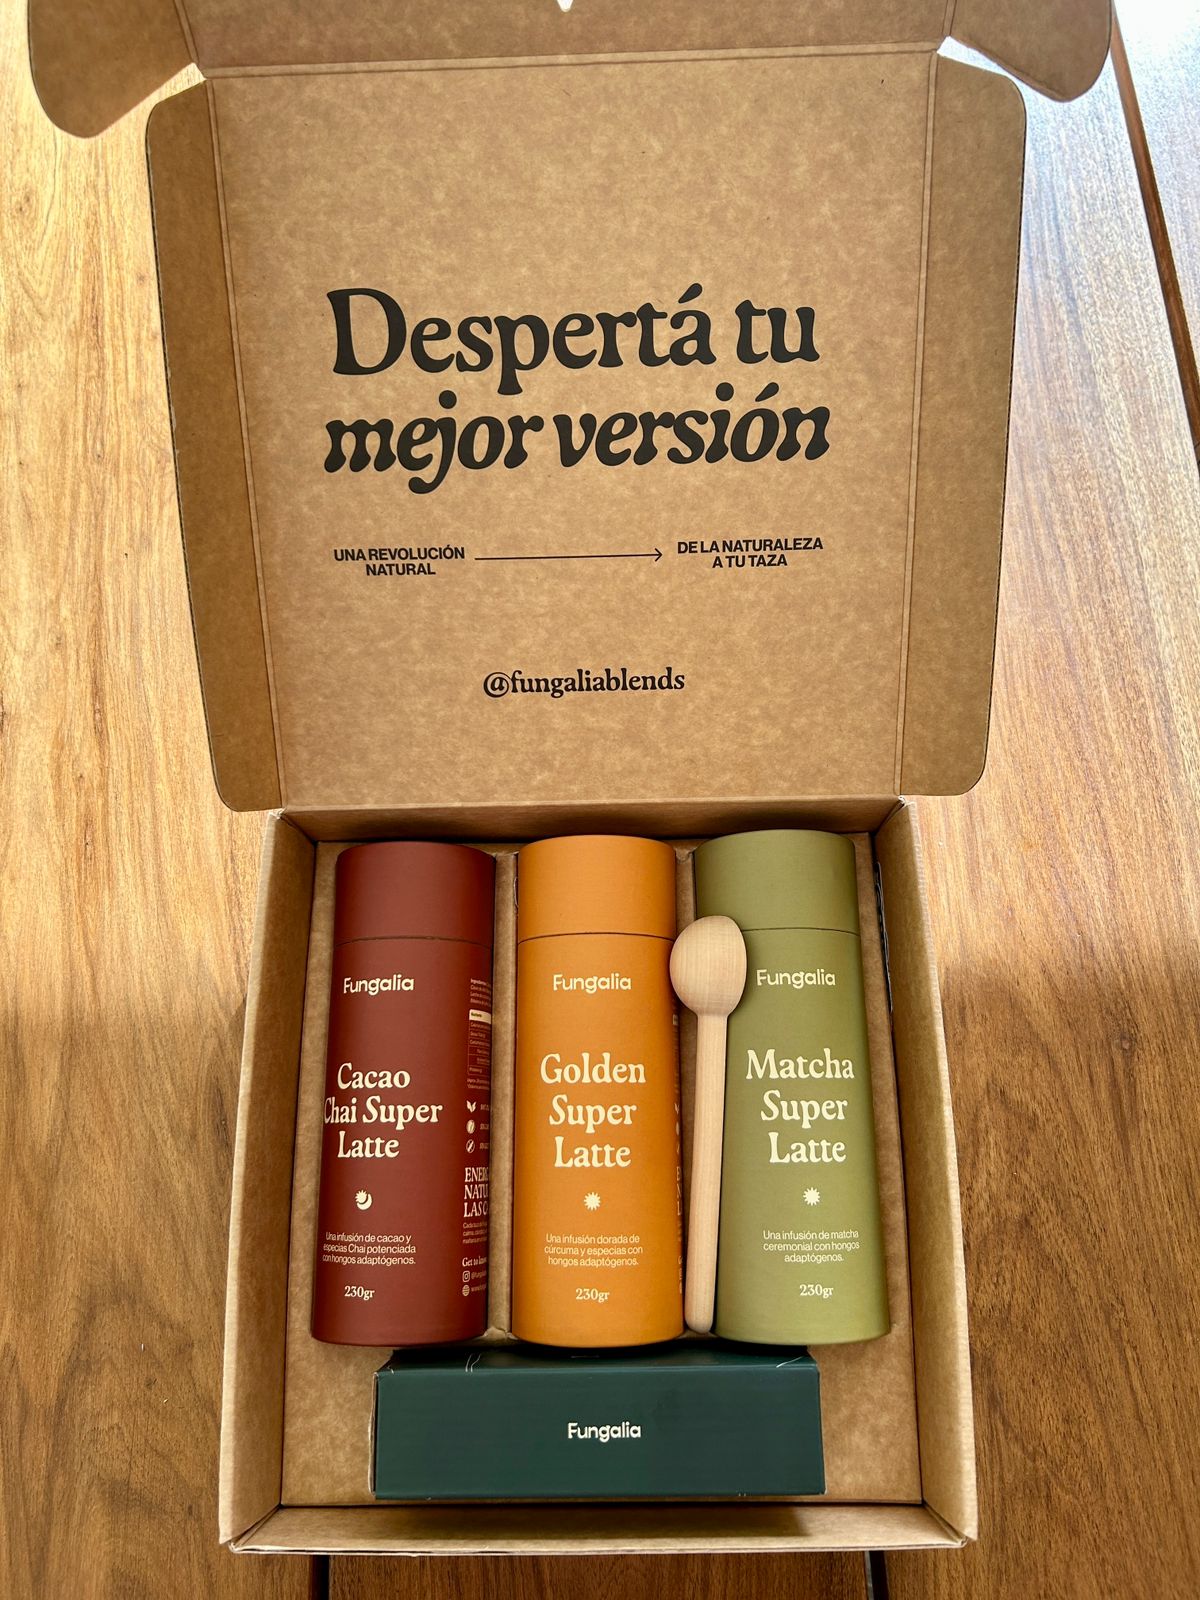 Despertá tu
mejor versión
UNA REVOLUCIÓN
NATURAL
DE LA NATURALEZA
A TU TAZA
@fungaliablends
Fungalia
Cacao
Chai Super
Latte
Una infusión de cacao y
especias Chai potenciada
con hongos adaptógenos.
230gr
Fungalia
Golden
Super
Latte
Una infusión dorada de
cúrcuma y especias con
hongos adaptógenos.
230gr
Fungalia
Matcha
Super
Latte
Una infusión de matcha
ceremonial con hongos
adaptógenos.
230gr
Fungalia